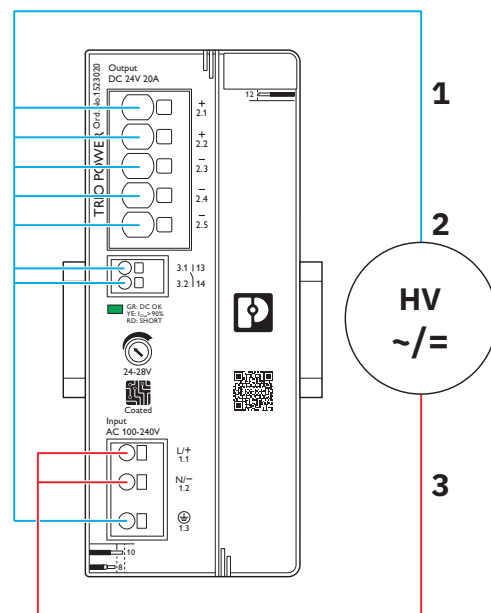 Output
DC 24V 20A
Ord. No.1523020
TRIO POWER
+
2.1
+
2.2
–
2.3
–
2.4
–
2.5
12
3.1 13
3.2 14
GR: DC OK
YE: IOut>90%
RD: SHORT
24-28V
Coated
Input
AC 100-240V
L/+
1.1
N/–
1.2
1.3
10
8
1
2
HV
~/=
3